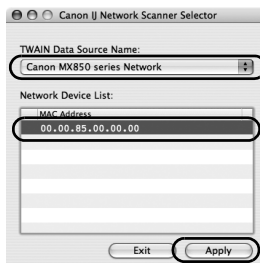 Canon IJ Network Scanner Selector
TWAIN Data Source Name:
Canon MX850 series Network
Network Device List:
MAC Address
00.00.85.00.00.00
Exit
Apply